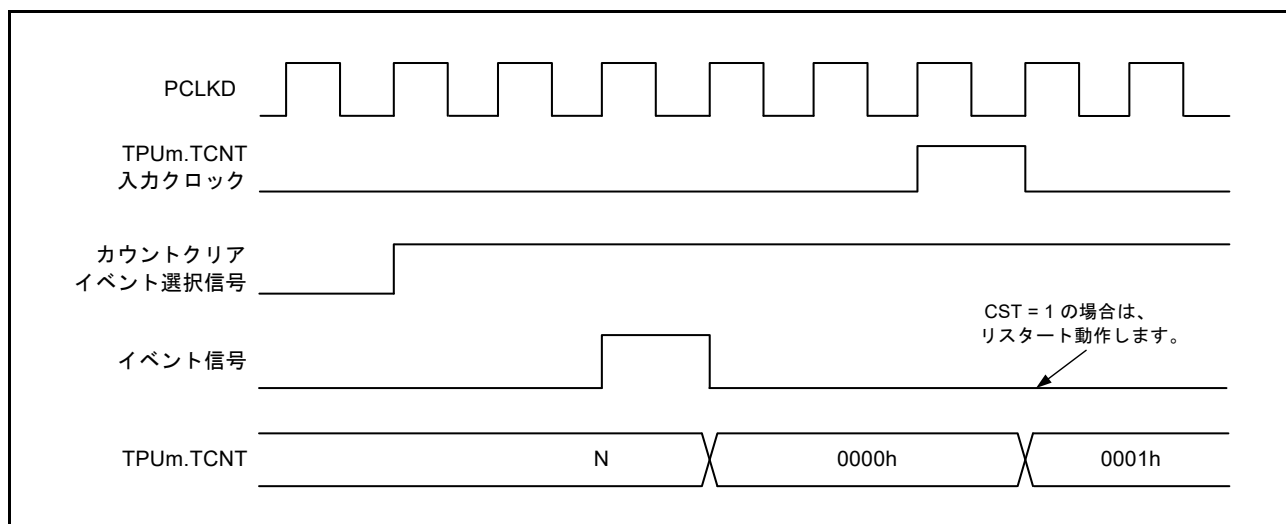 PCLKD
TPUm.TCNT
入力クロック
カウントクリア
イベント選択信号
CST = 1 の場合は、
リスタート動作します。
イベント信号
TPUm.TCNT
N
0000h
0001h